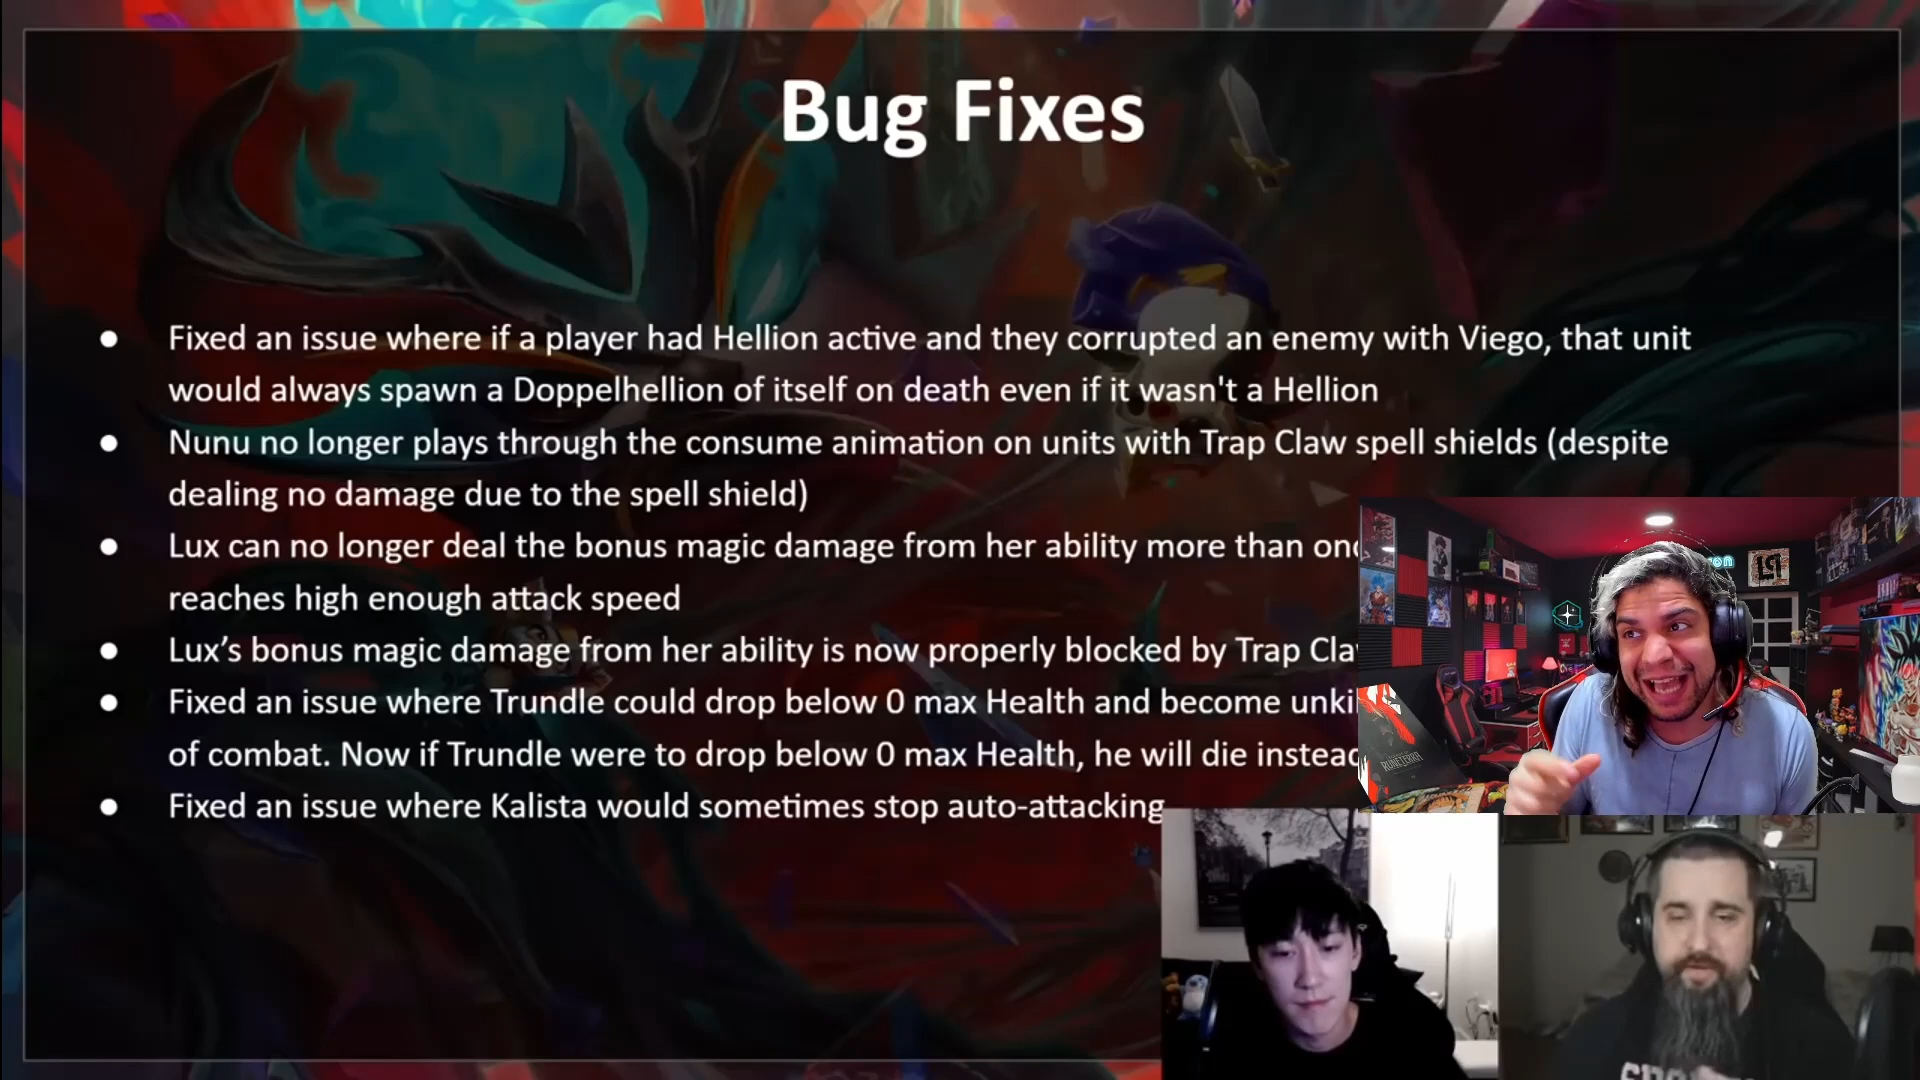 Bug Fixes
● Fixed an issue where if a player had Hellion active and they corrupted an enemy with Viego, that unit
would always spawn a Doppelhellion of itself on death even if it wasn't a Hellion
● Nunu no longer plays through the consume animation on units with Trap Claw spell shields (despite
dealing no damage due to the spell shield)
● Lux can no longer deal the bonus magic damage from her ability more than
reaches high enough attack speed
● Lux’s bonus magic damage from her ability is now properly blocked by Trap
● Fixed an issue where Trundle could drop below 0 max Health and become
of combat. Now if Trundle were to drop below 0 max Health, he will die instead
● Fixed an issue where Kalista would sometimes stop auto-attacking
RUNETERRA